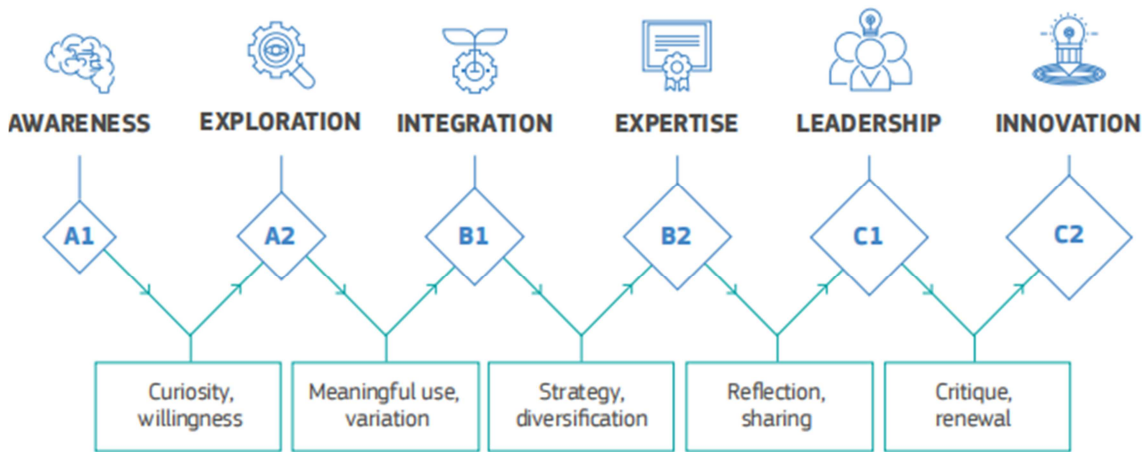 AWARENESS
EXPLORATION
INTEGRATION
EXPERTISE
LEADERSHIP
INNOVATION
A1
A2
B1
B2
C1
C2
Curiosity,
willingness
Meaningful use,
variation
Strategy,
diversification
Reflection,
sharing
Critique,
renewal